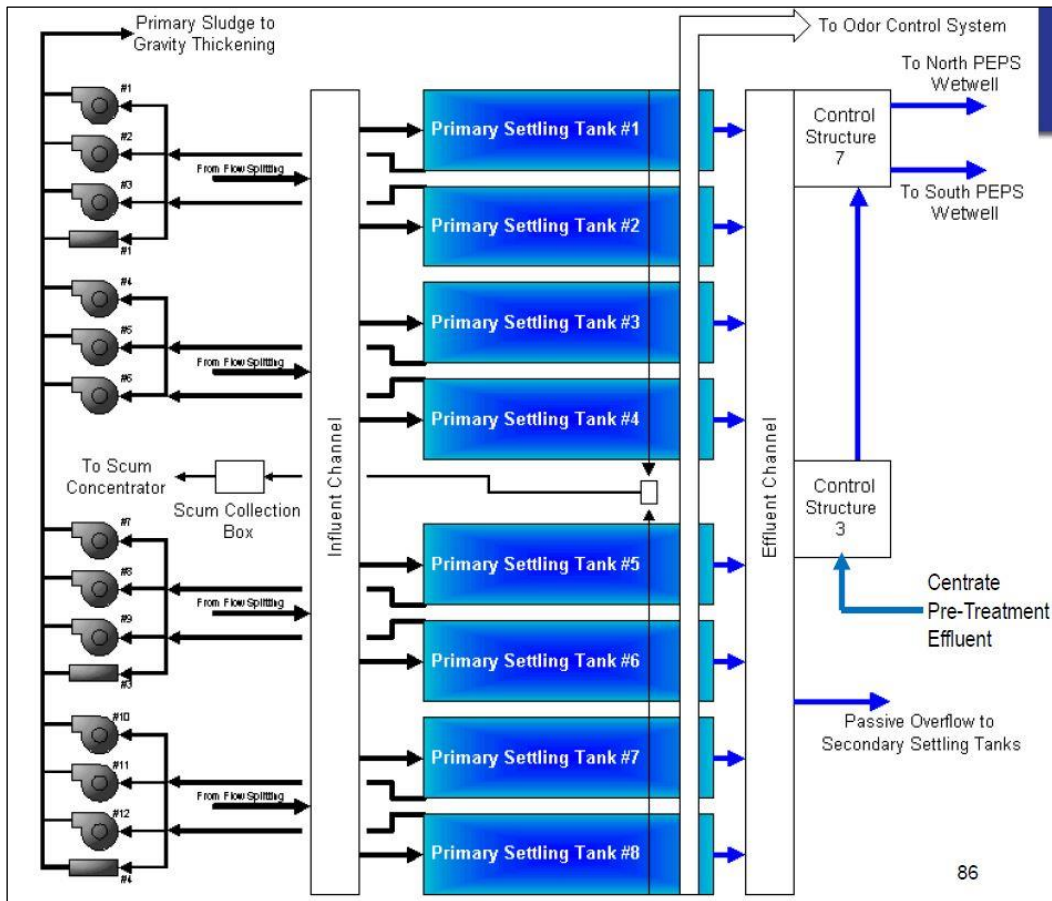 Primary Sludge to
Gravity Thickening
To Odor Control System
To North PEPS
Wetwell
#1
#2
#3
#1
From Flow Splitting
Primary Settling Tank #1
Primary Settling Tank #2
Control
Structure
7
To South PEPS
Wetwell
#4
#5
#6
From Flow Splitting
Primary Settling Tank #3
Primary Settling Tank #4
To Scum
Concentrator
Scum Collection
Box
Influent Channel
Effluent Channel
Control
Structure
3
#7
#8
#9
#3
From Flow Splitting
Primary Settling Tank #5
Primary Settling Tank #6
Centrate
Pre-Treatment
Effluent
Passive Overflow to
Secondary Settling Tanks
#10
#11
#12
#4
From Flow Splitting
Primary Settling Tank #7
Primary Settling Tank #8
86